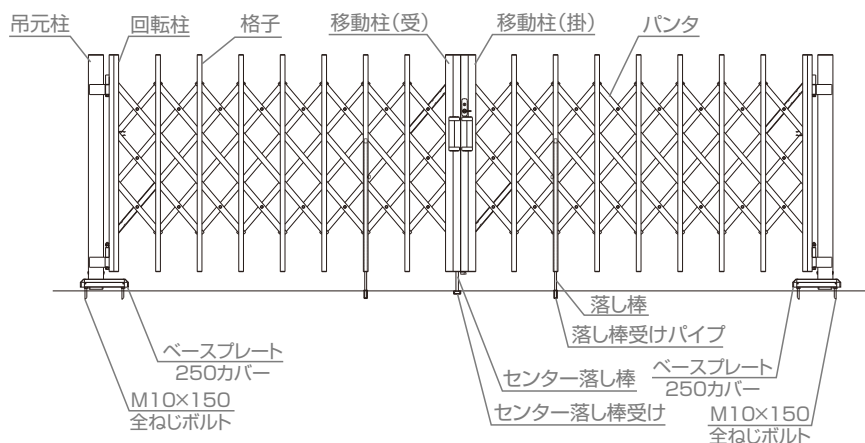 吊元柱
回転柱
格子
移動柱(受)
移動柱(掛)
パンタ
落し棒
落し棒受けパイプ
ベースプレート
250カバー
M10×150
全ねじボルト
センター落し棒
センター落し棒受け
ベースプレート
250カバー
M10×150
全ねじボルト